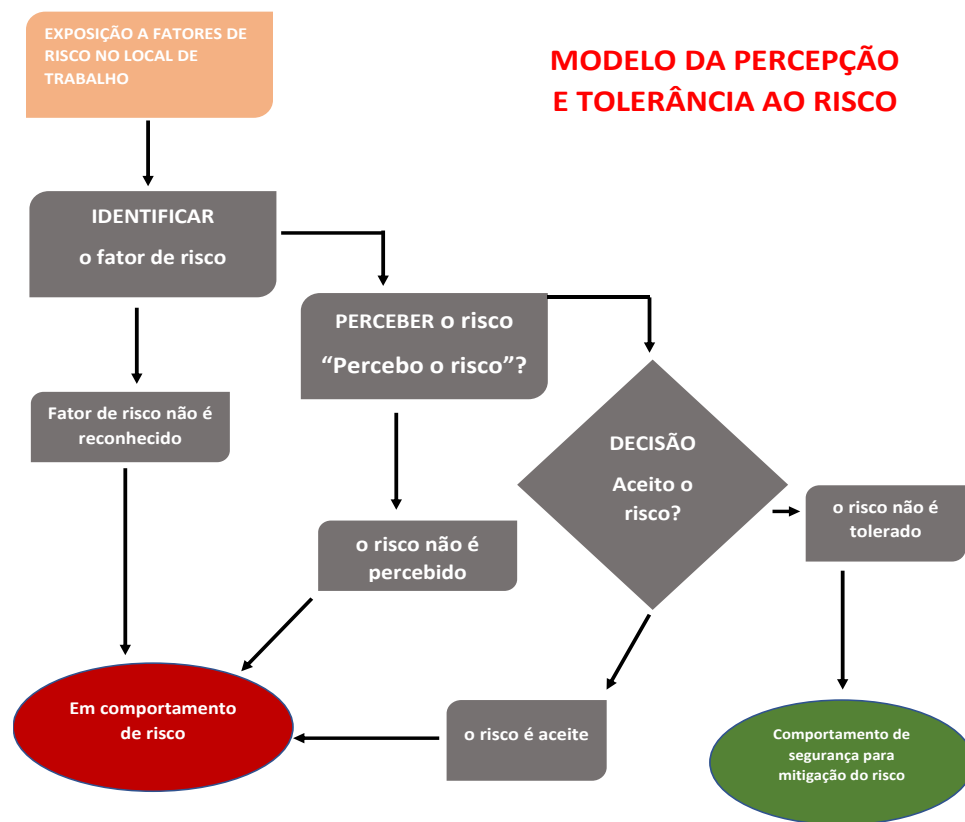 EXPOSIÇÃO A FATORES DE
RISCO NO LOCAL DE
TRABALHO
MODELO DA PERCEPÇÃO
E TOLERÂNCIA AO RISCO
IDENTIFICAR
o fator de risco
PERCEBER o risco
“Percebo o risco”?
Fator de risco não é
reconhecido
DECISÃO
Aceito o
risco?
o risco não é
tolerado
o risco não é
percebido
Em comportamento
de risco
o risco é aceite
Comportamento de
segurança para
mitigação do risco